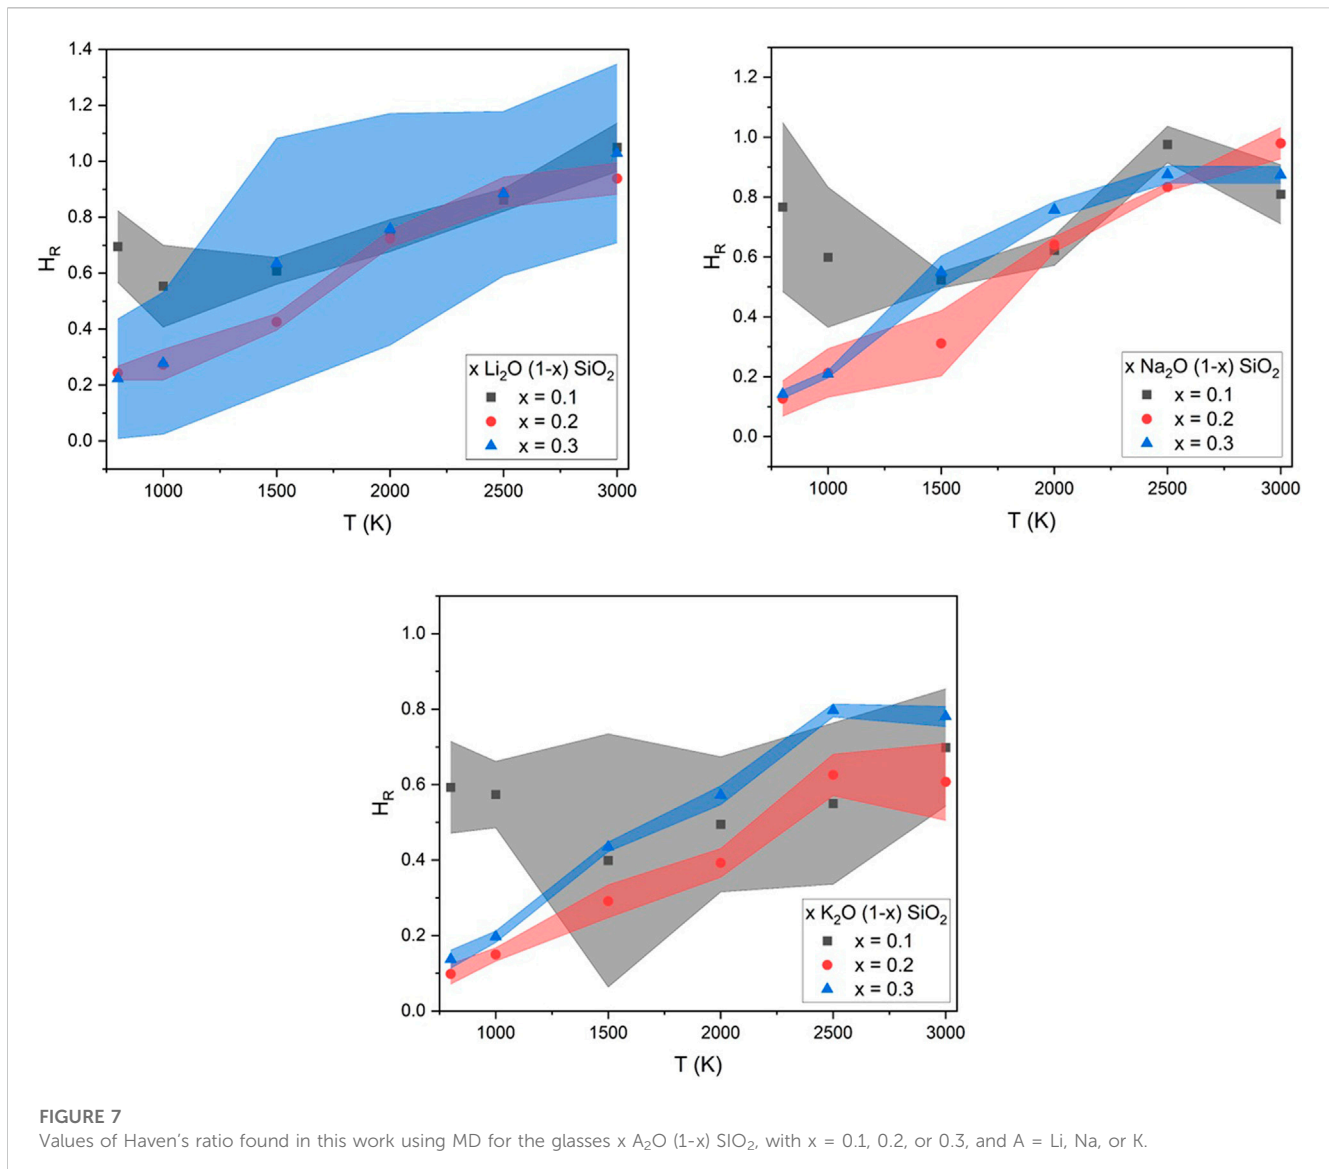 1.4
1.2
1.0
0.8
0.6
0.4
0.2
0.0
H_R
1000 1500 2000 2500 3000
T (K)
x Li₂O (1-x) SiO₂
x = 0.1
x = 0.2
x = 0.3
1.2
1.0
0.8
0.6
0.4
0.2
0.0
H_R
1000 1500 2000 2500 3000
T (K)
x Na₂O (1-x) SiO₂
x = 0.1
x = 0.2
x = 0.3
1.0
0.8
0.6
0.4
0.2
0.0
H_R
1000 1500 2000 2500 3000
T (K)
x K₂O (1-x) SiO₂
x = 0.1
x = 0.2
x = 0.3
FIGURE 7
Values of Haven’s ratio found in this work using MD for the glasses x A₂O (1-x) SIO₂, with x = 0.1, 0.2, or 0.3, and A = Li, Na, or K.